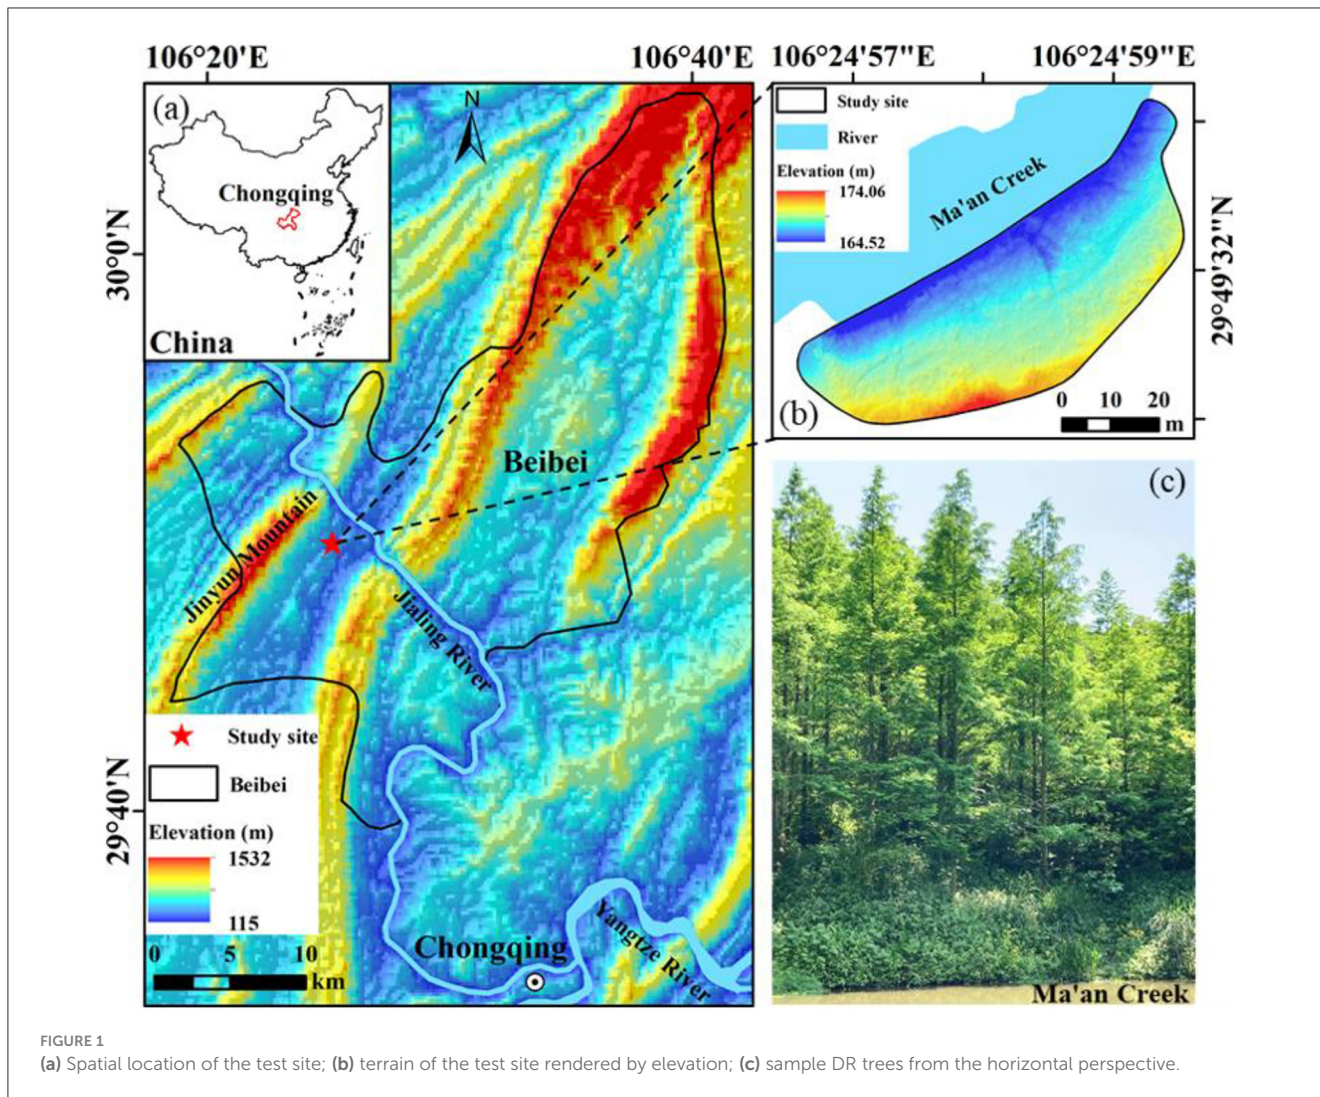 106°20'E
106°40'E
(a)
N
Chongqing
China
30°0'N
29°40'N
Beibei
Jinyun Mountain
Jialing River
Study site
Beibei
Elevation (m)
1532
115
0 5 10
km
Chongqing
Yangtze River
106°24'57"E
106°24'59"E
Study site
River
Elevation (m)
174.06
164.52
Ma'an Creek
29°49'32"N
(b)
0 10 20
m
(c)
Ma'an Creek
FIGURE 1
(a) Spatial location of the test site; (b) terrain of the test site rendered by elevation; (c) sample DR trees from the horizontal perspective.